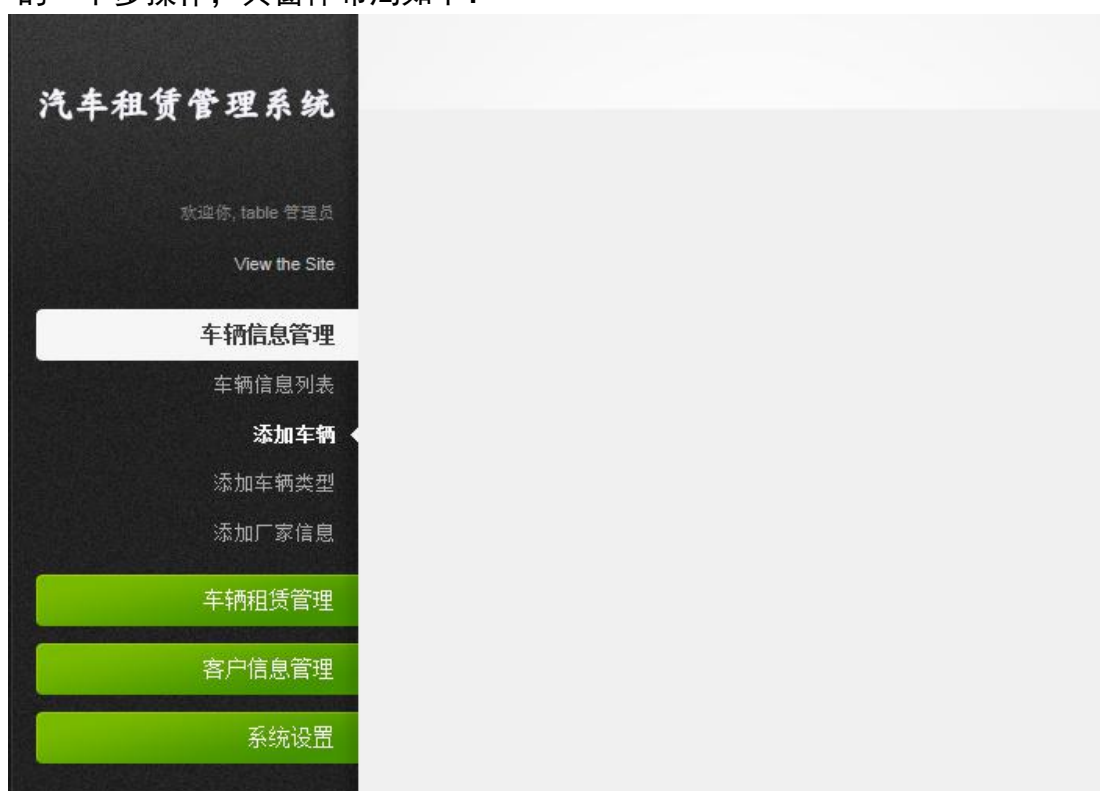 汽车租赁管理系统
欢迎你, table 管理员
View the Site
车辆信息管理
车辆信息列表
添加车辆
添加车辆类型
添加厂家信息
车辆租赁管理
客户信息管理
系统设置